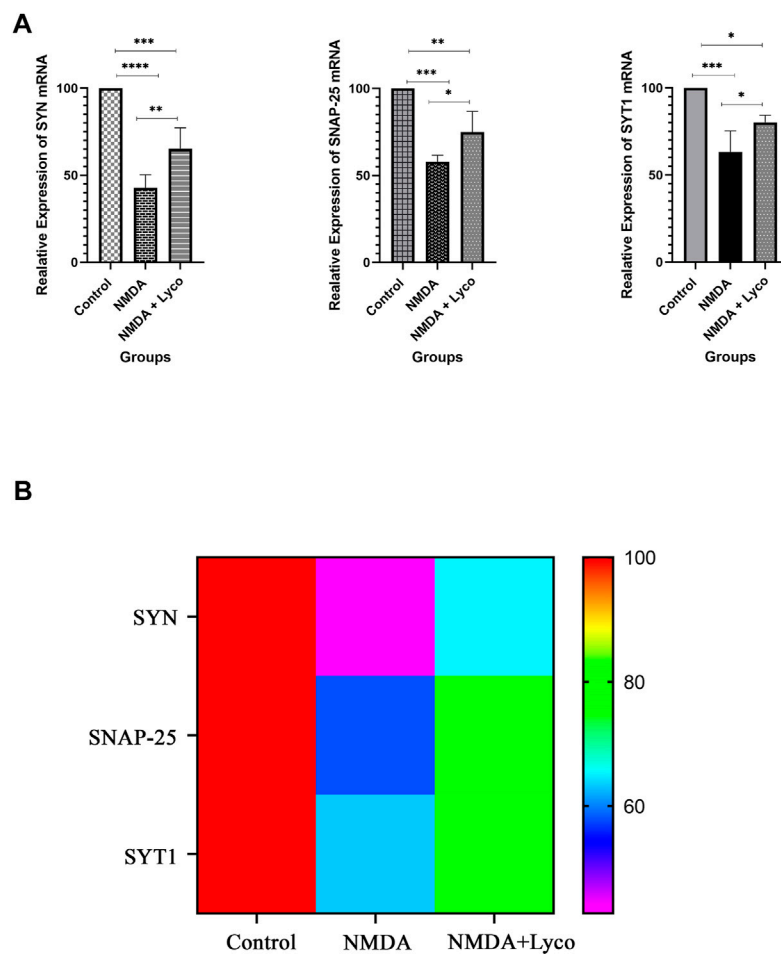 A
Realative Expression of SYN mRNA
***
****
**
100
50
0
Control
NMDA
NMDA + Lyco
Groups
Realative Expression of SNAP-25 mRNA
**
***
*
100
50
0
Control
NMDA
NMDA + Lyco
Groups
Realative Expression of SYT1 mRNA
*
***
*
100
50
0
Control
NMDA
NMDA + Lyco
Groups
B
SYN
SNAP-25
SYT1
Control NMDA NMDA+Lyco
100
80
60